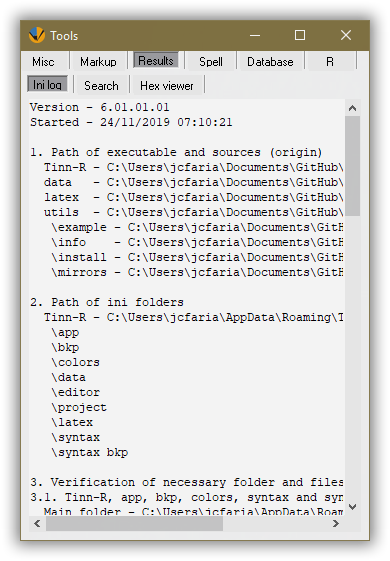 Tools
Misc Markup Results Spell Database R
Ini log Search Hex viewer
Version - 6.01.01.01
Started - 24/11/2019 07:10:21
1. Path of executable and sources (origin)
Tinn-R - C:\Users\jcfaria\Documents\GitHub\
data - C:\Users\jcfaria\Documents\GitHub\
latex - C:\Users\jcfaria\Documents\GitHub\
utils - C:\Users\jcfaria\Documents\GitHub\
\example - C:\Users\jcfaria\Documents\GitH
\info - C:\Users\jcfaria\Documents\GitH
\install - C:\Users\jcfaria\Documents\GitH
\mirrors - C:\Users\jcfaria\Documents\GitH
2. Path of ini folders
Tinn-R - C:\Users\jcfaria\AppData\Roaming\T
\app
\bkp
\colors
\data
\editor
\project
\latex
\syntax
\syntax bkp
3. Verification of necessary folder and files
3.1. Tinn-R, app, bkp, colors, syntax and syn
Main folder - C:\Users\jcfaria\AppData\Roam